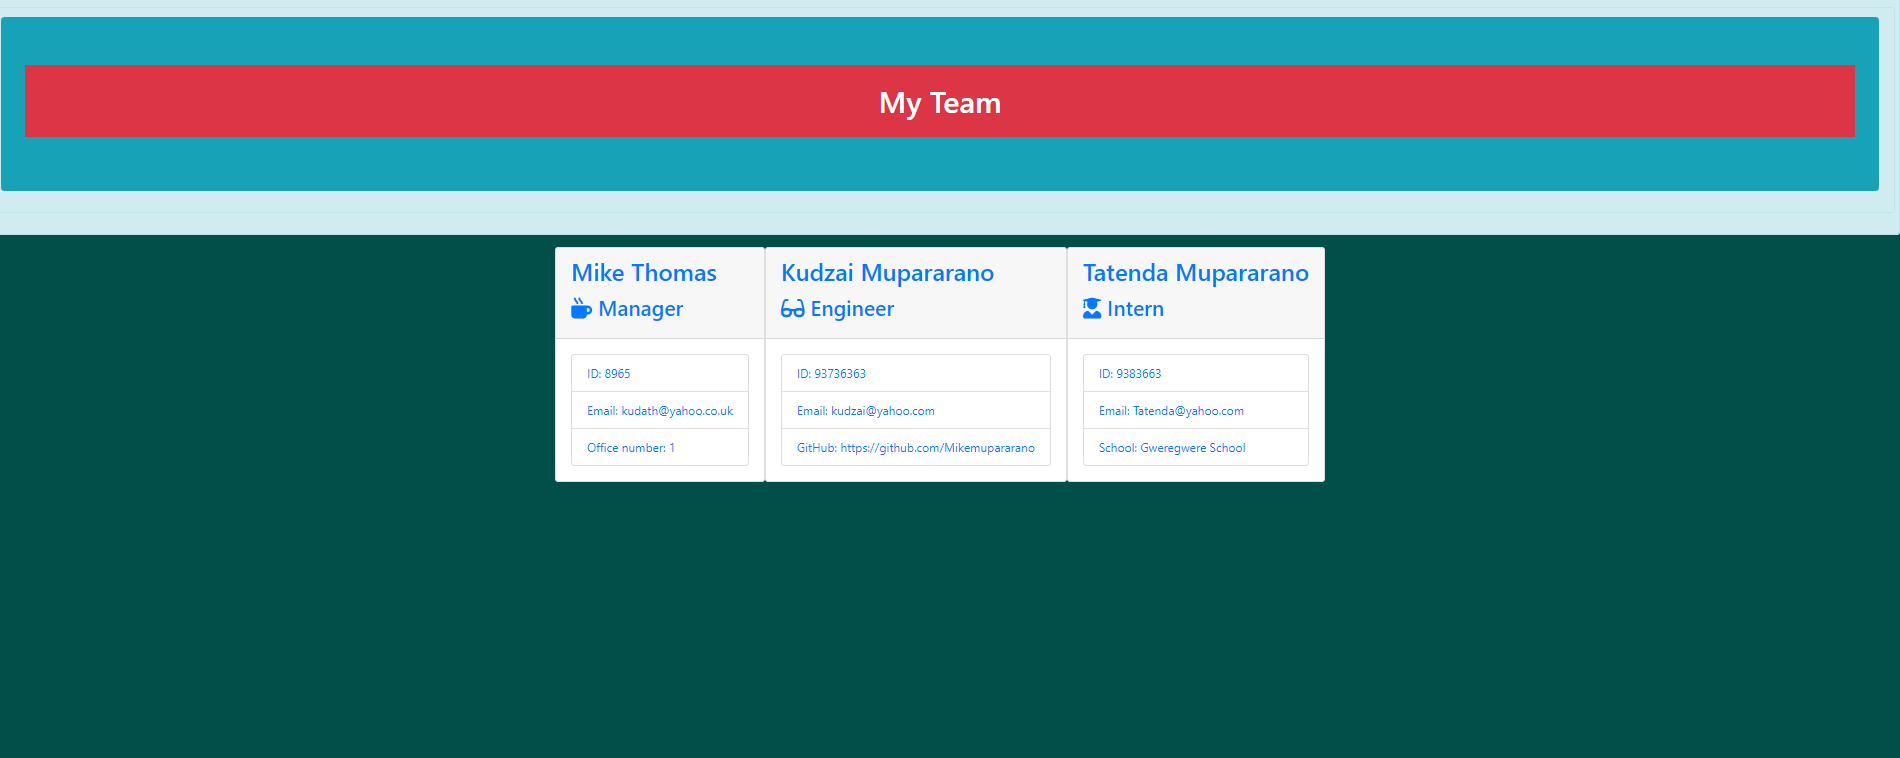 My Team
Mike Thomas
Manager
ID: 8965
Email: kudath@yahoo.co.uk
Office number: 1
Kudzai Mupararano
Engineer
ID: 93736363
Email: kudzai@yahoo.com
GitHub: https://github.com/Mikemupararano
Tatenda Mupararano
Intern
ID: 9383663
Email: Tatenda@yahoo.com
School: Gweregwere School